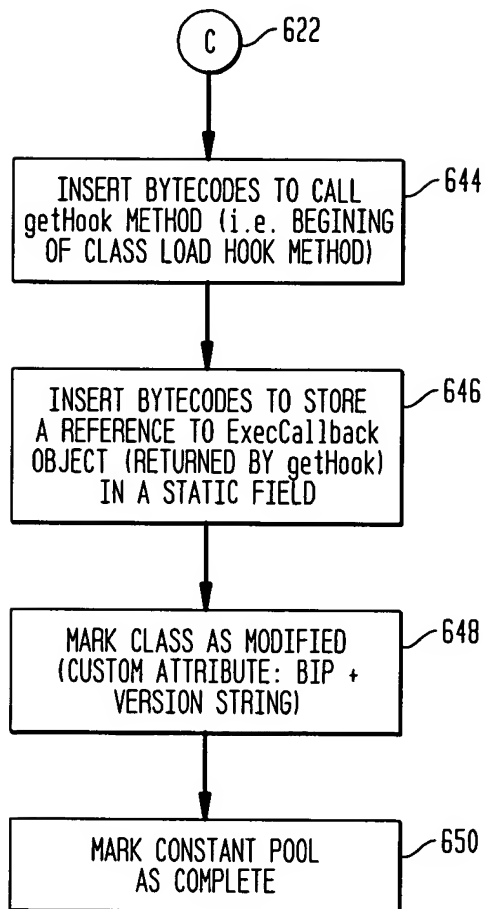 C
622
INSERT BYTECODES TO CALL
getHook METHOD (i.e. BEGINING
OF CLASS LOAD HOOK METHOD)
644
INSERT BYTECODES TO STORE
A REFERENCE TO ExecCallback
OBJECT (RETURNED BY getHook)
IN A STATIC FIELD
646
MARK CLASS AS MODIFIED
(CUSTOM ATTRIBUTE: BIP +
VERSION STRING)
648
MARK CONSTANT POOL
AS COMPLETE
650